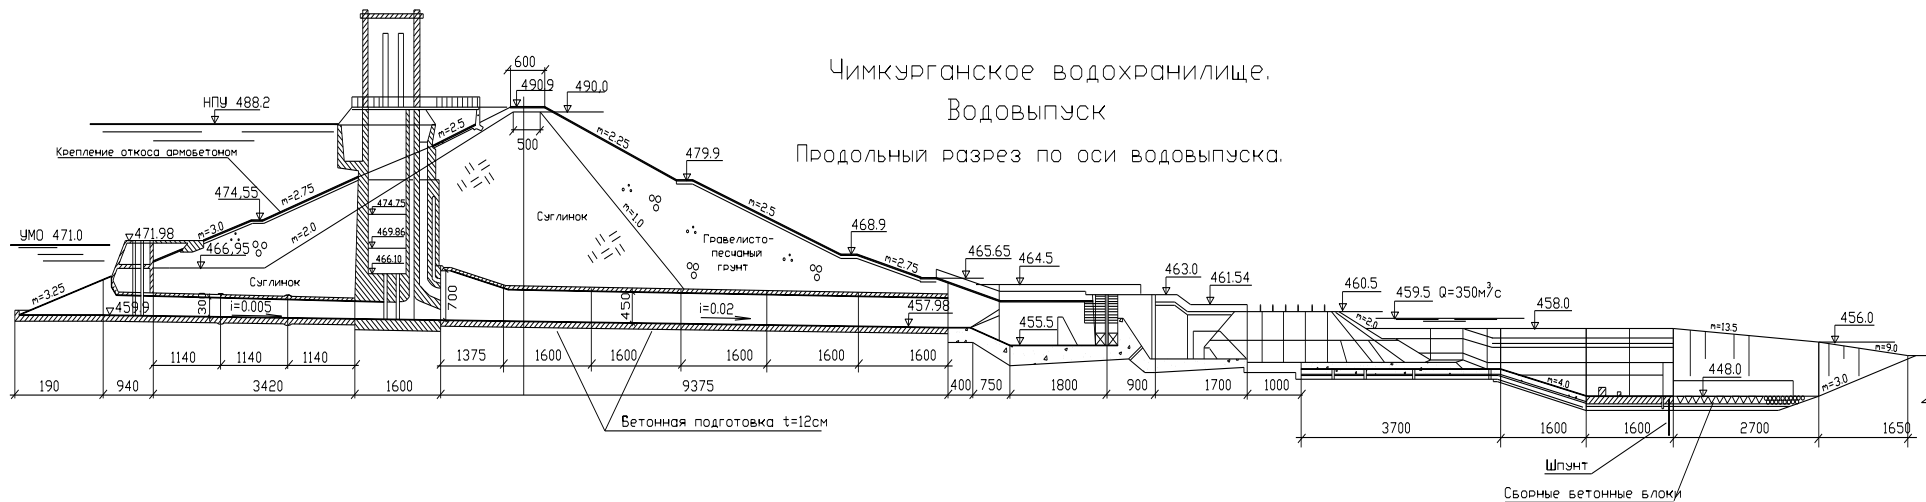 Чимкурганское водохранилище.
Водовыпуск
Продольный разрез по оси водовыпуска.
600
490.9
490,0
НПУ 488.2
m=2.5
500
m=2.25
Крепление откоса армобетоном
479.9
474,55
m=2.75
474.75
Суглинок
m=1.0
m=2.5
УМО 471.0
471.98
m=3.0
m=2.0
469.86
466,95
466.10
Гравелисто-
песчаный
грунт
468.9
m=2.75
465.65
464.5
463.0
461.54
460.5
459.5 Q=350м³/с
458.0
456.0
Суглинок
m=3.25
459.9
300
i=0.005
700
450
i=0.02
457.98
455.5
m=2.0
m=13.5
m=9.0
m=4.0
448.0
m=3.0
1140
1140
1140
1375
1600
1600
1600
1600
1600
190
940
3420
1600
9375
400
750
1800
900
1700
1000
Бетонная подготовка t=12см
3700
1600
1600
2700
1650
Шпунт
Сборные бетонные блоки